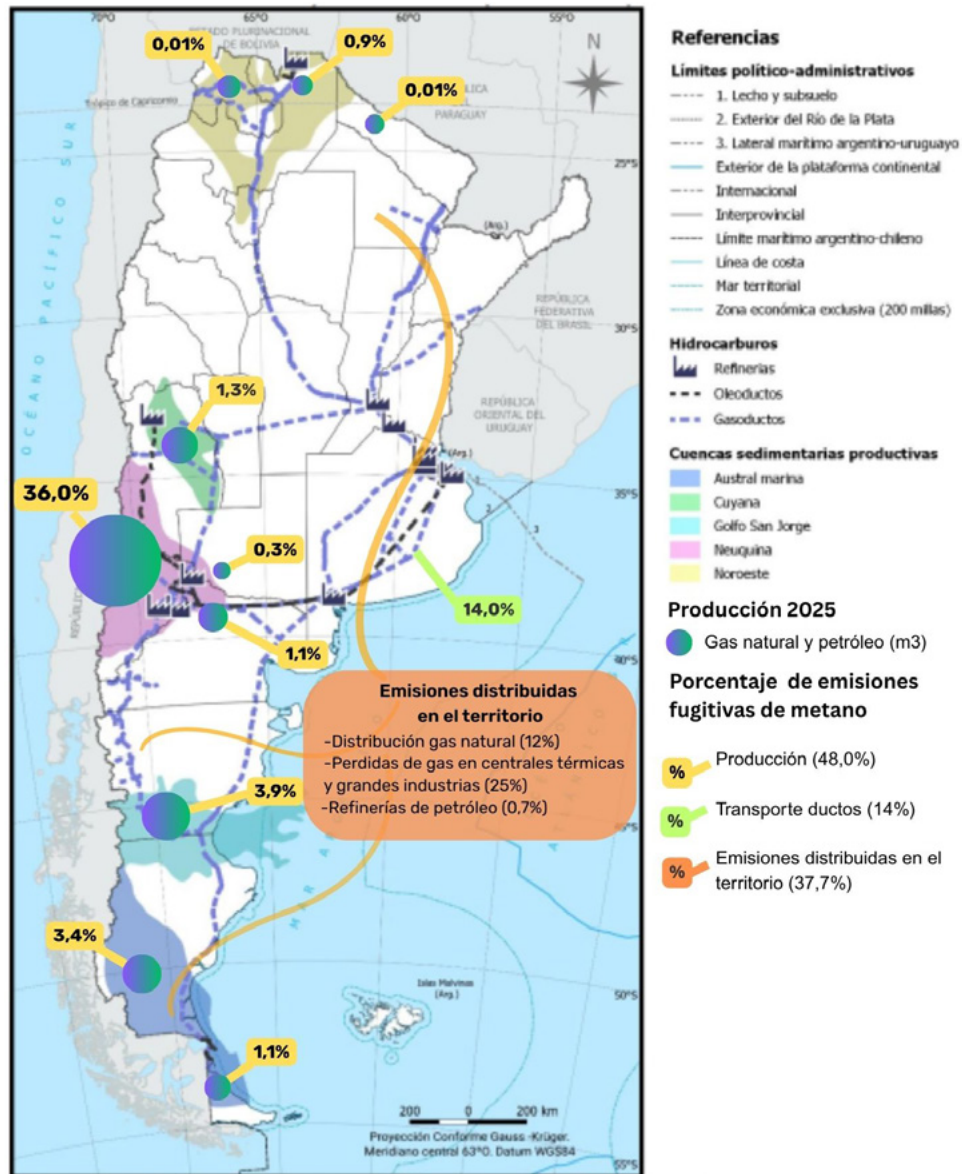 70°O
65°O
60°O
55°O
ESTADO PLURINACIONAL
DE BOLIVIA
0,01%
0,9%
0,01%
N
Trópico de Capricornio
PARAGUAY
25°S
OCÉANO PACÍFICO SUR
(Arg.)
REPÚBLICA
FEDERATIVA
DEL BRASIL
30°S
1,3%
REPÚBLICA
ORIENTAL DEL
URUGUAY
(Arg.)
36,0%
35°S
1
2
3
0,3%
14,0%
1,1%
40°S
Emisiones distribuidas
en el territorio
-Distribución gas natural (12%)
-Perdidas de gas en centrales térmicas
y grandes industrias (25%)
-Refinerías de petróleo (0,7%)
3,9%
45°S
3,4%
Islas Malvinas
(Arg.)
50°S
1,1%
200 0 200 km
Proyección Conforme Gauss -Krüger.
Meridiano central 63°O. Datum WGS84
55°S
Referencias
Límites político-administrativos
1. Lecho y subsuelo
2. Exterior del Río de la Plata
3. Lateral marítimo argentino-uruguayo
Exterior de la plataforma continental
Internacional
Interprovincial
Límite marítimo argentino-chileno
Línea de costa
Mar territorial
Zona económica exclusiva (200 millas)
Hidrocarburos
Refinerías
Oleoductos
Gasoductos
Cuencas sedimentarias productivas
Austral marina
Cuyana
Golfo San Jorge
Neuquina
Noroeste
Producción 2025
Gas natural y petróleo (m3)
Porcentaje de emisiones
fugitivas de metano
% Producción (48,0%)
% Transporte ductos (14%)
% Emisiones distribuidas en el
territorio (37,7%)